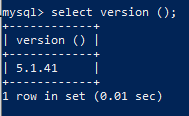 mysql> select version ();
+------------+
| version () |
+------------+
| 5.1.41     |
+------------+
1 row in set (0.01 sec)